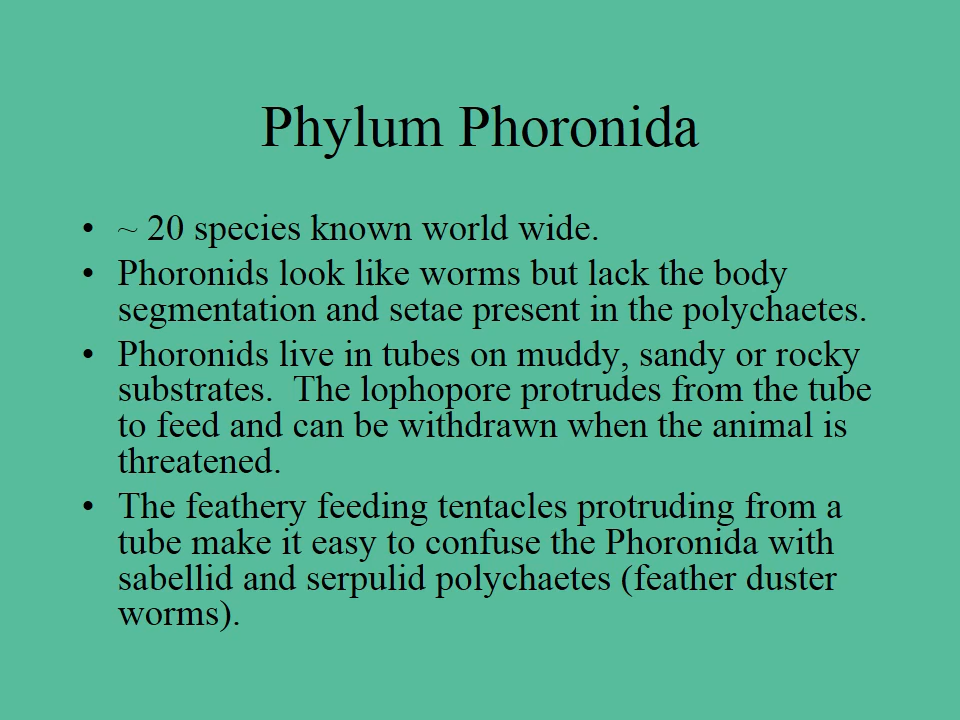 Phylum Phoronida
• ~ 20 species known world wide.
• Phoronids look like worms but lack the body
segmentation and setae present in the polychaetes.
• Phoronids live in tubes on muddy, sandy or rocky
substrates.  The lophopore protrudes from the tube
to feed and can be withdrawn when the animal is
threatened.
• The feathery feeding tentacles protruding from a
tube make it easy to confuse the Phoronida with
sabellid and serpulid polychaetes (feather duster
worms).